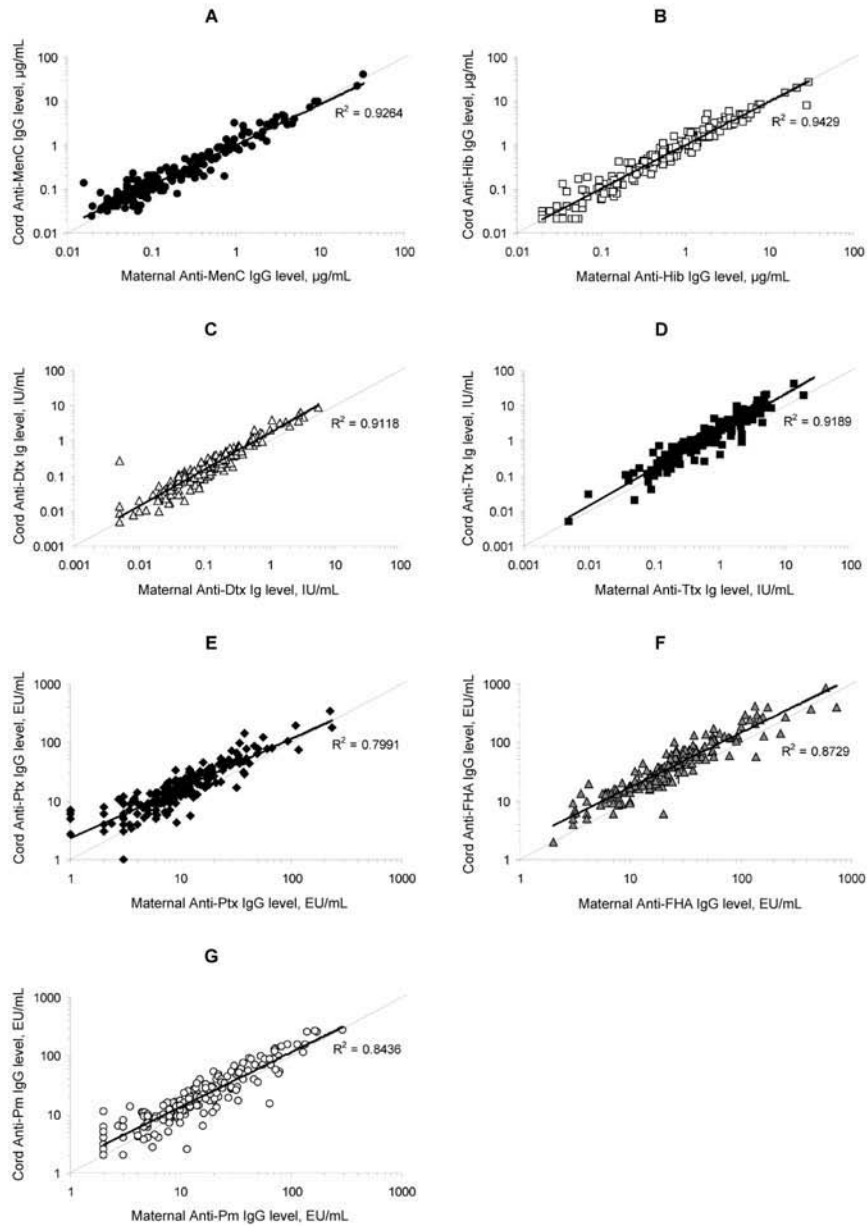 A
100
10
1
0.1
0.01
0.01 0.1 1 10 100
Cord Anti-MenC IgG level, µg/mL
Maternal Anti-MenC IgG level, µg/mL
R² = 0.9264
B
100
10
1
0.1
0.01
0.01 0.1 1 10 100
Cord Anti-Hib IgG level, µg/mL
Maternal Anti-Hib IgG level, µg/mL
R² = 0.9429
C
100
10
1
0.1
0.01
0.001
0.001 0.01 0.1 1 10 100
Cord Anti-Dtx Ig level, IU/mL
Maternal Anti-Dtx Ig level, IU/mL
R² = 0.9118
D
100
10
1
0.1
0.01
0.001
0.001 0.01 0.1 1 10 100
Cord Anti-Ttx Ig level, IU/mL
Maternal Anti-Ttx Ig level, IU/mL
R² = 0.9189
E
1000
100
10
1
1 10 100 1000
Cord Anti-Ptx IgG level, EU/mL
Maternal Anti-Ptx IgG level, EU/mL
R² = 0.7991
F
1000
100
10
1
1 10 100 1000
Cord Anti-FHA IgG level, EU/mL
Maternal Anti-FHA IgG level, EU/mL
R² = 0.8729
G
1000
100
10
1
1 10 100 1000
Cord Anti-Pm IgG level, EU/mL
Maternal Anti-Pm IgG level, EU/mL
R² = 0.8436